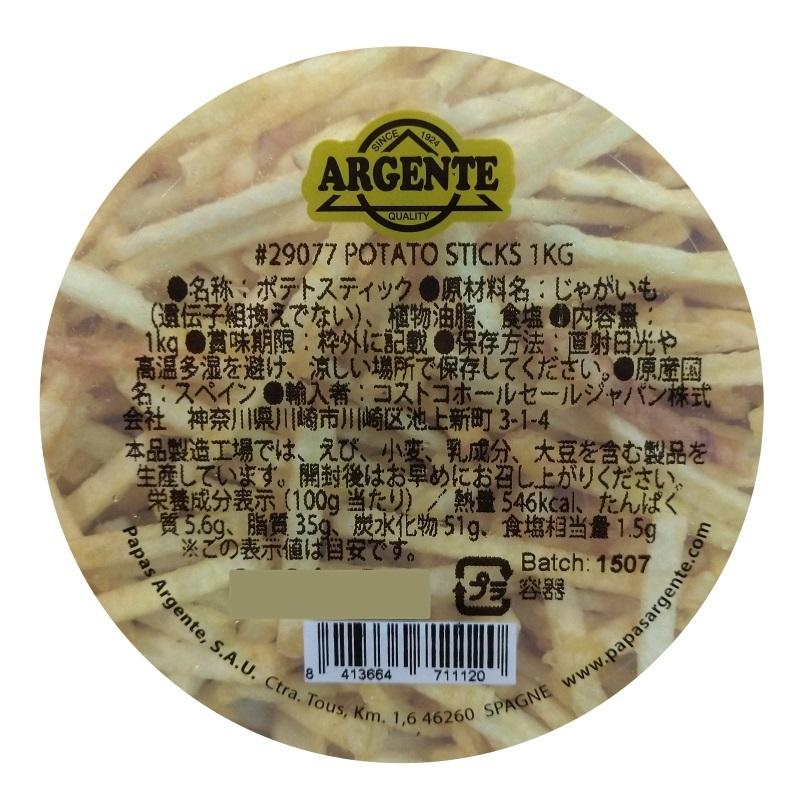 SINCE 1924
ARGENTE
QUALITY
#29077 POTATO STICKS 1KG
●名称：ポテトスティック ●原材料名：じゃがいも
（遺伝子組換えでない）、植物油脂、食塩 ●内容量：
1kg ●賞味期限：枠外に記載 ●保存方法：直射日光や
高温多湿を避け、涼しい場所で保存してください。●原産国
名：スペイン ●輸入者：コストコホールセールジャパン株式
会社　神奈川県川崎市川崎区池上新町 3-1-4
本品製造工場では、えび、小麦、乳成分、大豆を含む製品を
生産しています。開封後はお早めにお召し上がりください。
栄養成分表示（100g 当たり）／ 熱量 546kcal、たんぱく
質 5.6g、脂質 35g、炭水化物 51g、食塩相当量 1.5g
※この表示値は目安です。
プラ
Batch: 1507
容器
8 413664 711120
Papas Argente, S.A.U. Ctra. Tous, Km. 1,6 46260 SPAGNE www.papasargente.com